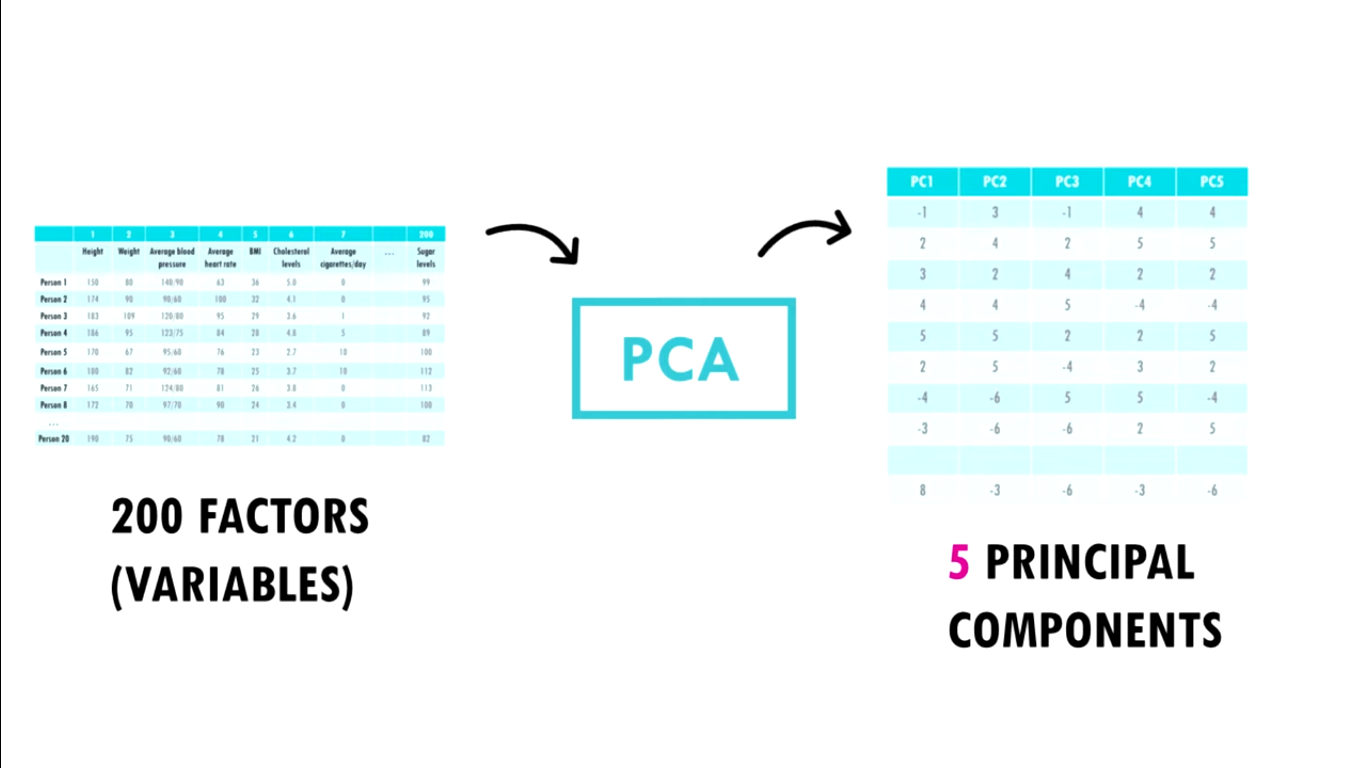 1 2 3 4 5 6 7 200
Height Weight Average blood pressure Average heart rate BMI Cholesterol levels Average cigarettes/day ... Sugar levels
Person 1 150 80 140/90 63 36 5.0 0 99
Person 2 174 90 90/60 100 32 4.1 0 95
Person 3 183 109 120/80 95 29 3.6 1 92
Person 4 186 95 123/75 84 28 4.8 5 89
Person 5 170 67 95/60 76 23 2.7 10 100
Person 6 180 82 92/60 78 25 3.7 10 112
Person 7 165 71 124/80 81 26 3.8 0 113
Person 8 172 70 97/70 90 24 3.4 0 100
...
Person 20 190 75 90/60 78 21 4.2 0 82
200 FACTORS
(VARIABLES)
PCA
PC1 PC2 PC3 PC4 PC5
-1 3 -1 4 4
2 4 2 5 5
3 2 4 2 2
4 4 5 -4 -4
5 5 2 2 5
2 5 -4 3 2
-4 -6 5 5 -4
-3 -6 -6 2 5
8 -3 -6 -3 -6
5 PRINCIPAL
COMPONENTS